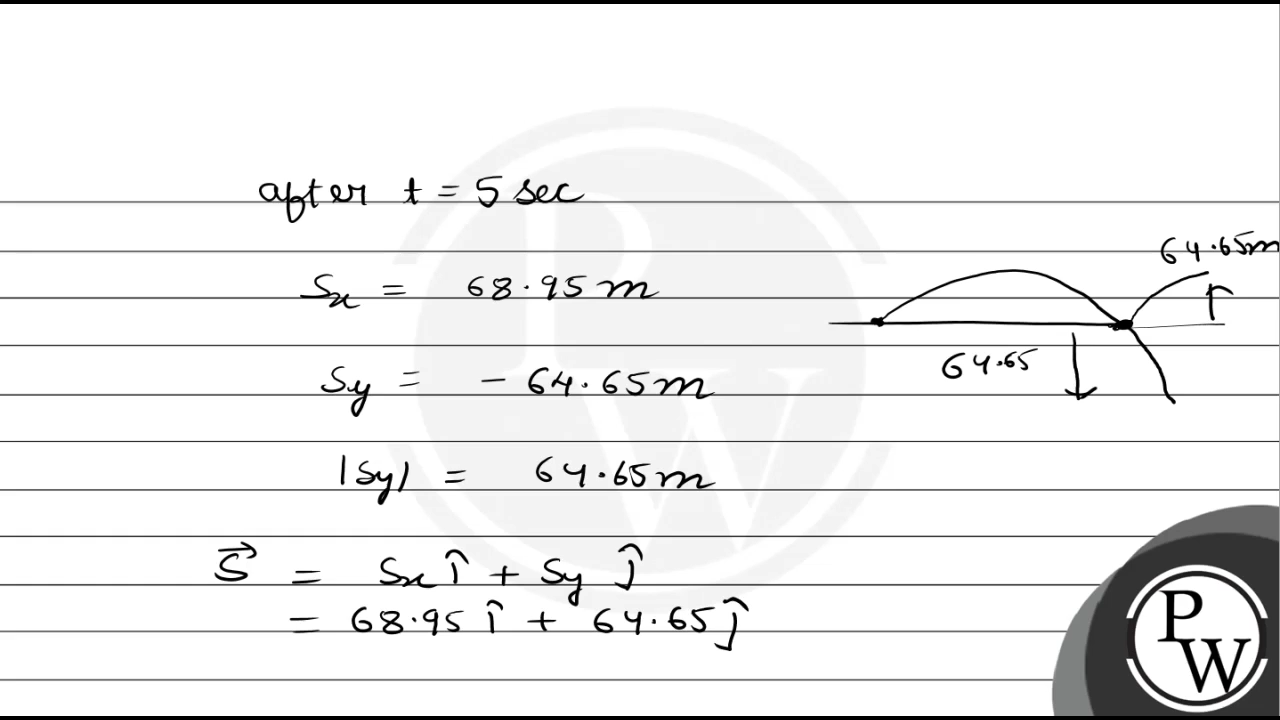 after t = 5 sec
64.65m
Sx = 68.95 m
Sy = - 64.65 m
64.65
|Sy| = 64.65 m
S⃗ = Sx î + Sy ĵ
= 68.95 î + 64.65 ĵ
P
W
P
W